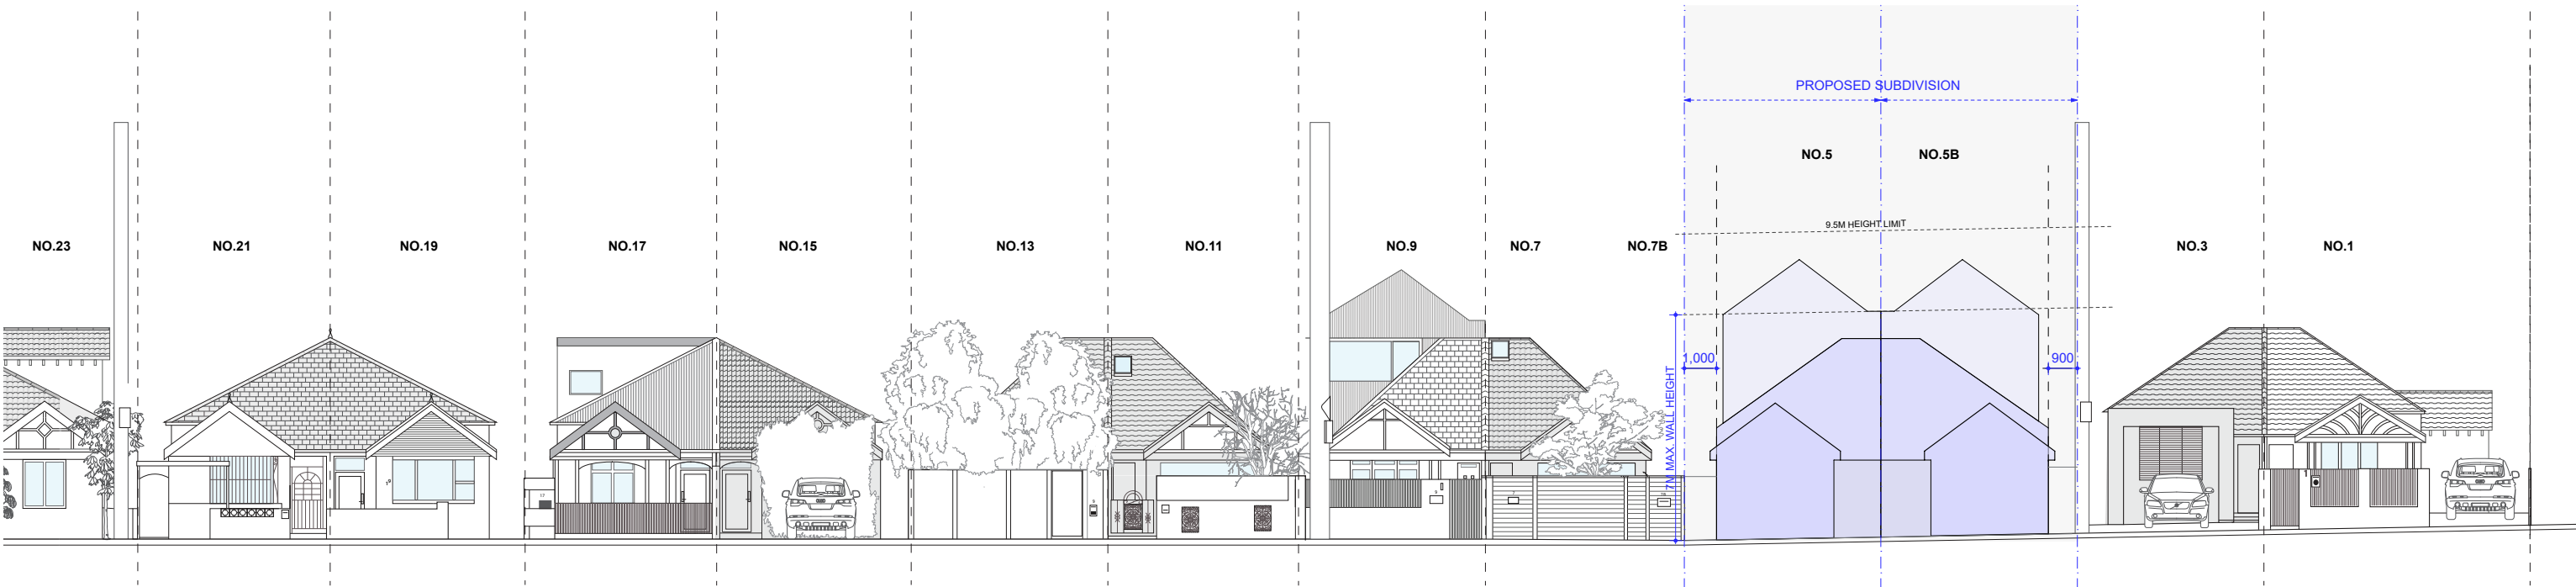 PROPOSED SUBDIVISION
NO.5
NO.5B
9.5M HEIGHT LIMIT
NO.23
NO.21
NO.19
NO.17
NO.15
NO.13
NO.11
NO.9
NO.7
NO.7B
NO.3
NO.1
1,000
900
7M MAX. WALL HEIGHT
17